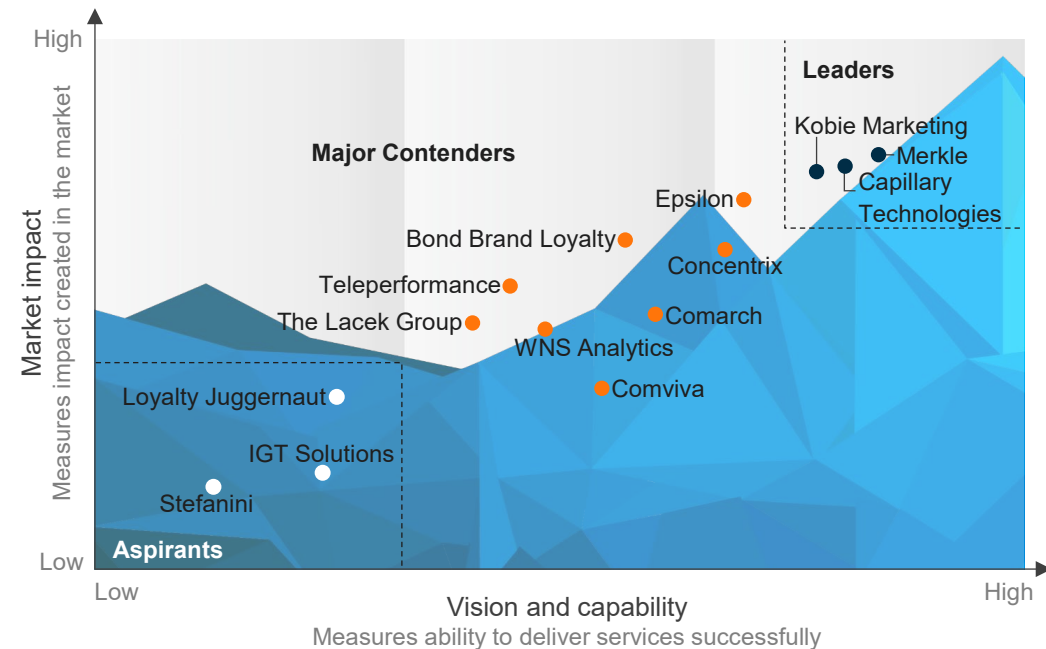 High
Leaders
Kobie Marketing
Major Contenders
Merkle
Capillary
Technologies
Epsilon
Bond Brand Loyalty
Concentrix
Teleperformance
The Lacek Group
Comarch
WNS Analytics
Comviva
Loyalty Juggernaut
IGT Solutions
Stefanini
Aspirants
Low
Market impact
Measures impact created in the market
Low
High
Vision and capability
Measures ability to deliver services successfully